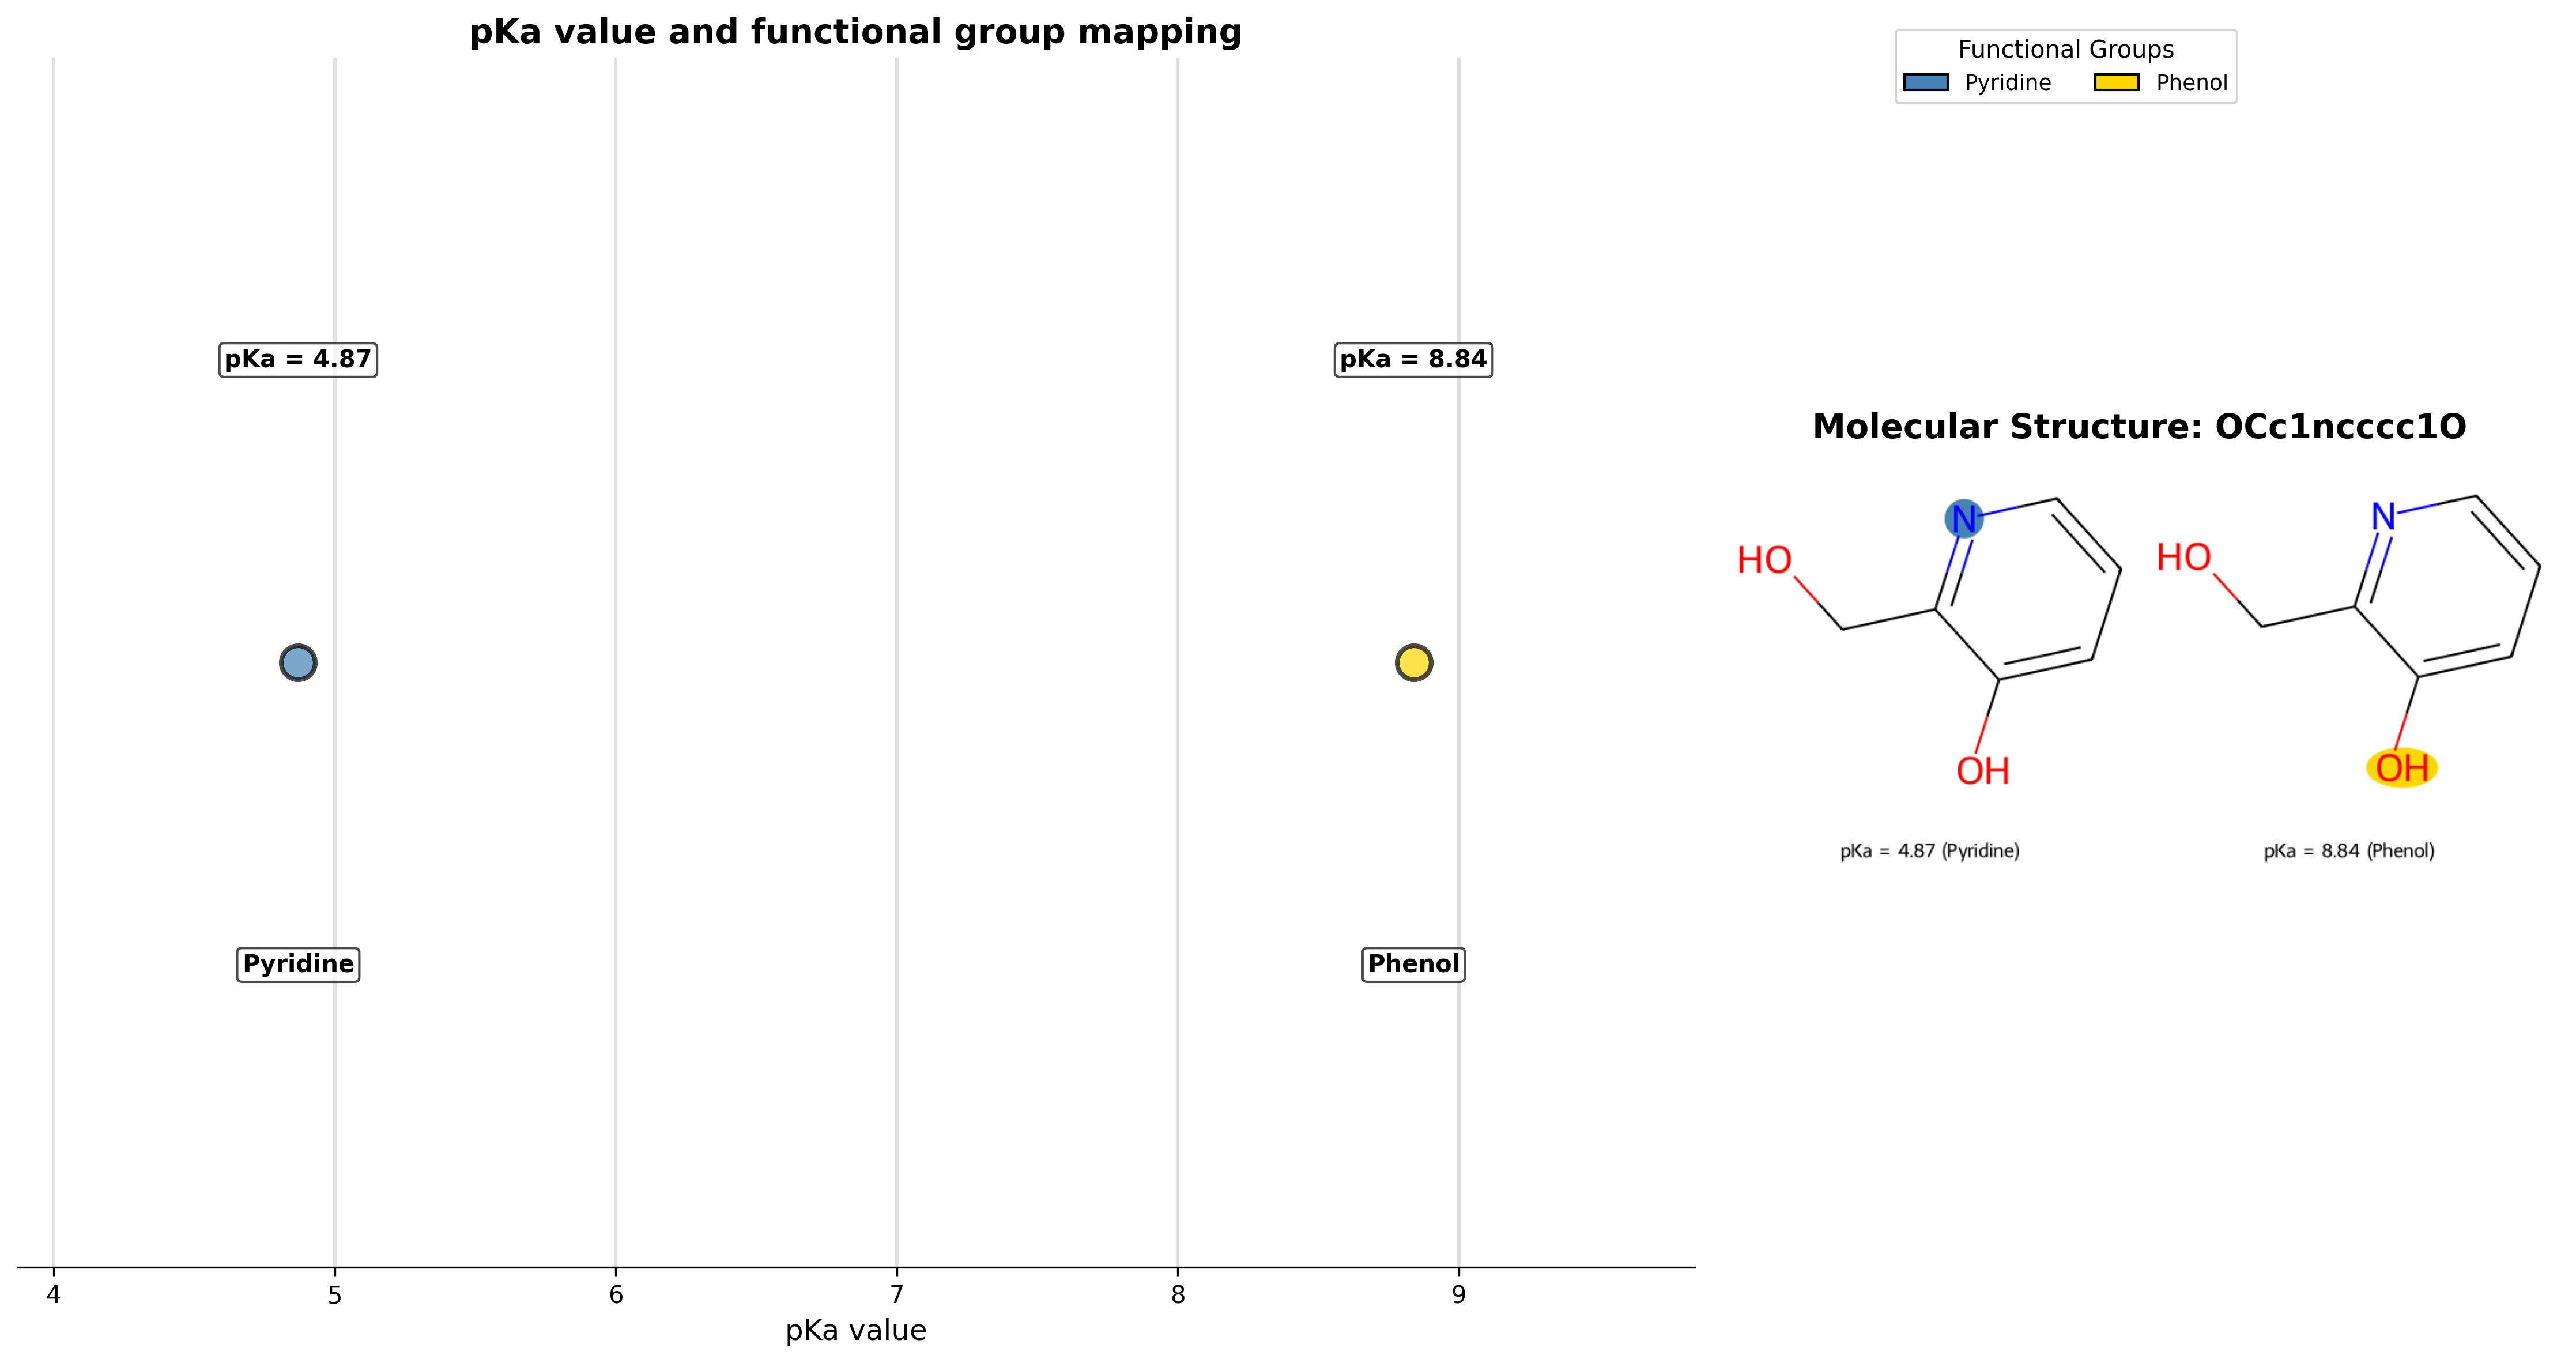 pKa value and functional group mapping
Functional Groups
Pyridine
Phenol
pKa = 4.87
pKa = 8.84
Pyridine
Phenol
4
5
6
7
8
9
pKa value
Molecular Structure: OCc1ncccc1O
N
HO
OH
N
HO
OH
pKa = 4.87 (Pyridine)
pKa = 8.84 (Phenol)